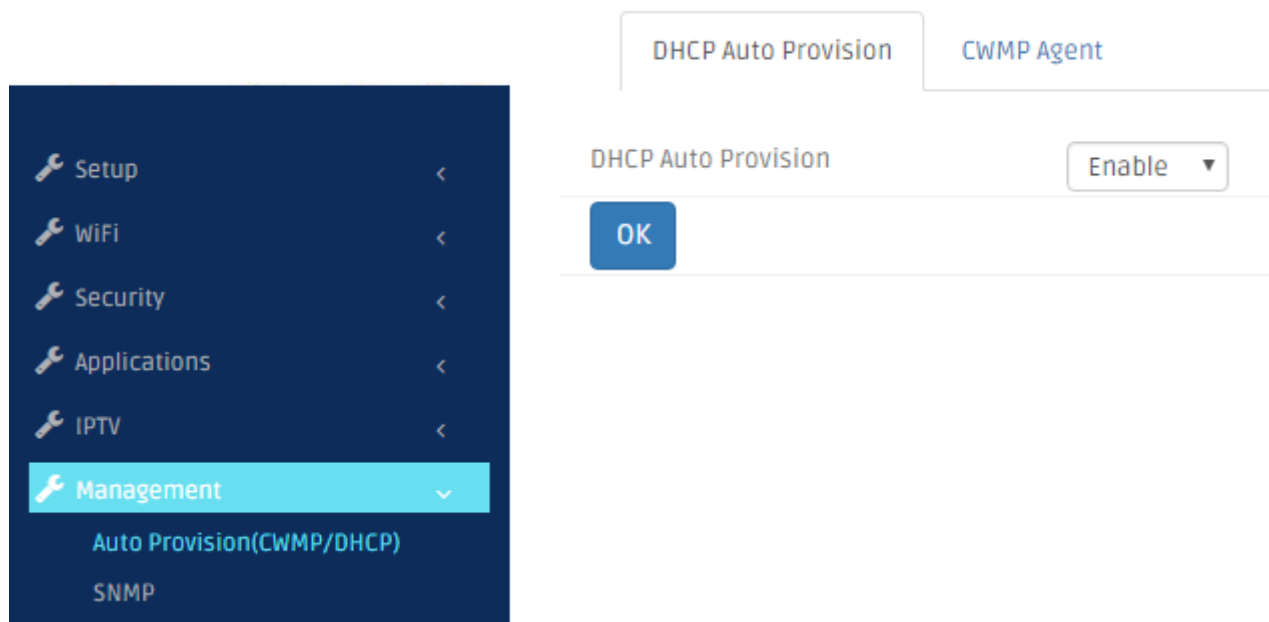 DHCP Auto Provision
CWMP Agent
Setup
WiFi
Security
Applications
IPTV
Management
Auto Provision(CWMP/DHCP)
SNMP
DHCP Auto Provision
Enable
OK